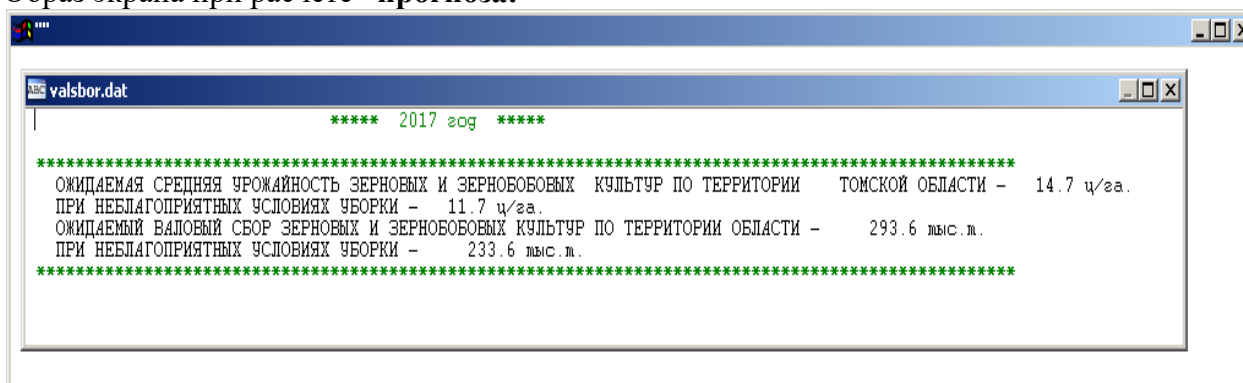 Образ экрана при расчете "прогноза:
""
valsbor.dat
***** 2017 год *****
****************************************************************************************************
ОЖИДАЕМАЯ СРЕДНЯЯ УРОЖАЙНОСТЬ ЗЕРНОВЫХ И ЗЕРНОБОБОВЫХ КУЛЬТУР ПО ТЕРРИТОРИИ ТОМСКОЙ ОБЛАСТИ – 14.7 ц/га.
ПРИ НЕБЛАГОПРИЯТНЫХ УСЛОВИЯХ УБОРКИ – 11.7 ц/га.
ОЖИДАЕМЫЙ ВАЛОВЫЙ СБОР ЗЕРНОВЫХ И ЗЕРНОБОБОВЫХ КУЛЬТУР ПО ТЕРРИТОРИИ ОБЛАСТИ – 293.6 тыс.т.
ПРИ НЕБЛАГОПРИЯТНЫХ УСЛОВИЯХ УБОРКИ – 233.6 тыс.т.
****************************************************************************************************